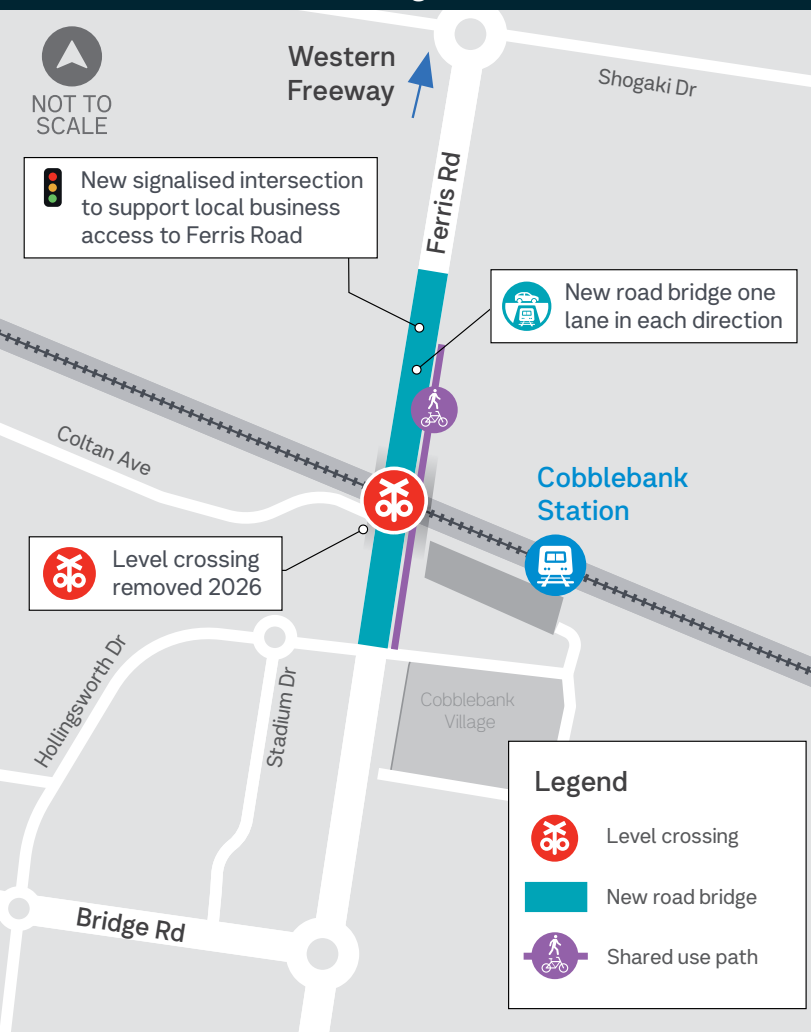 NOT TO
SCALE
Western
Freeway
Shogaki Dr
New signalised intersection
to support local business
access to Ferris Road
Ferris Rd
New road bridge one
lane in each direction
Coltan Ave
Cobblebank
Station
Level crossing
removed 2026
Hollingsworth Dr
Stadium Dr
Cobblebank
Village
Bridge Rd
Legend
Level crossing
New road bridge
Shared use path